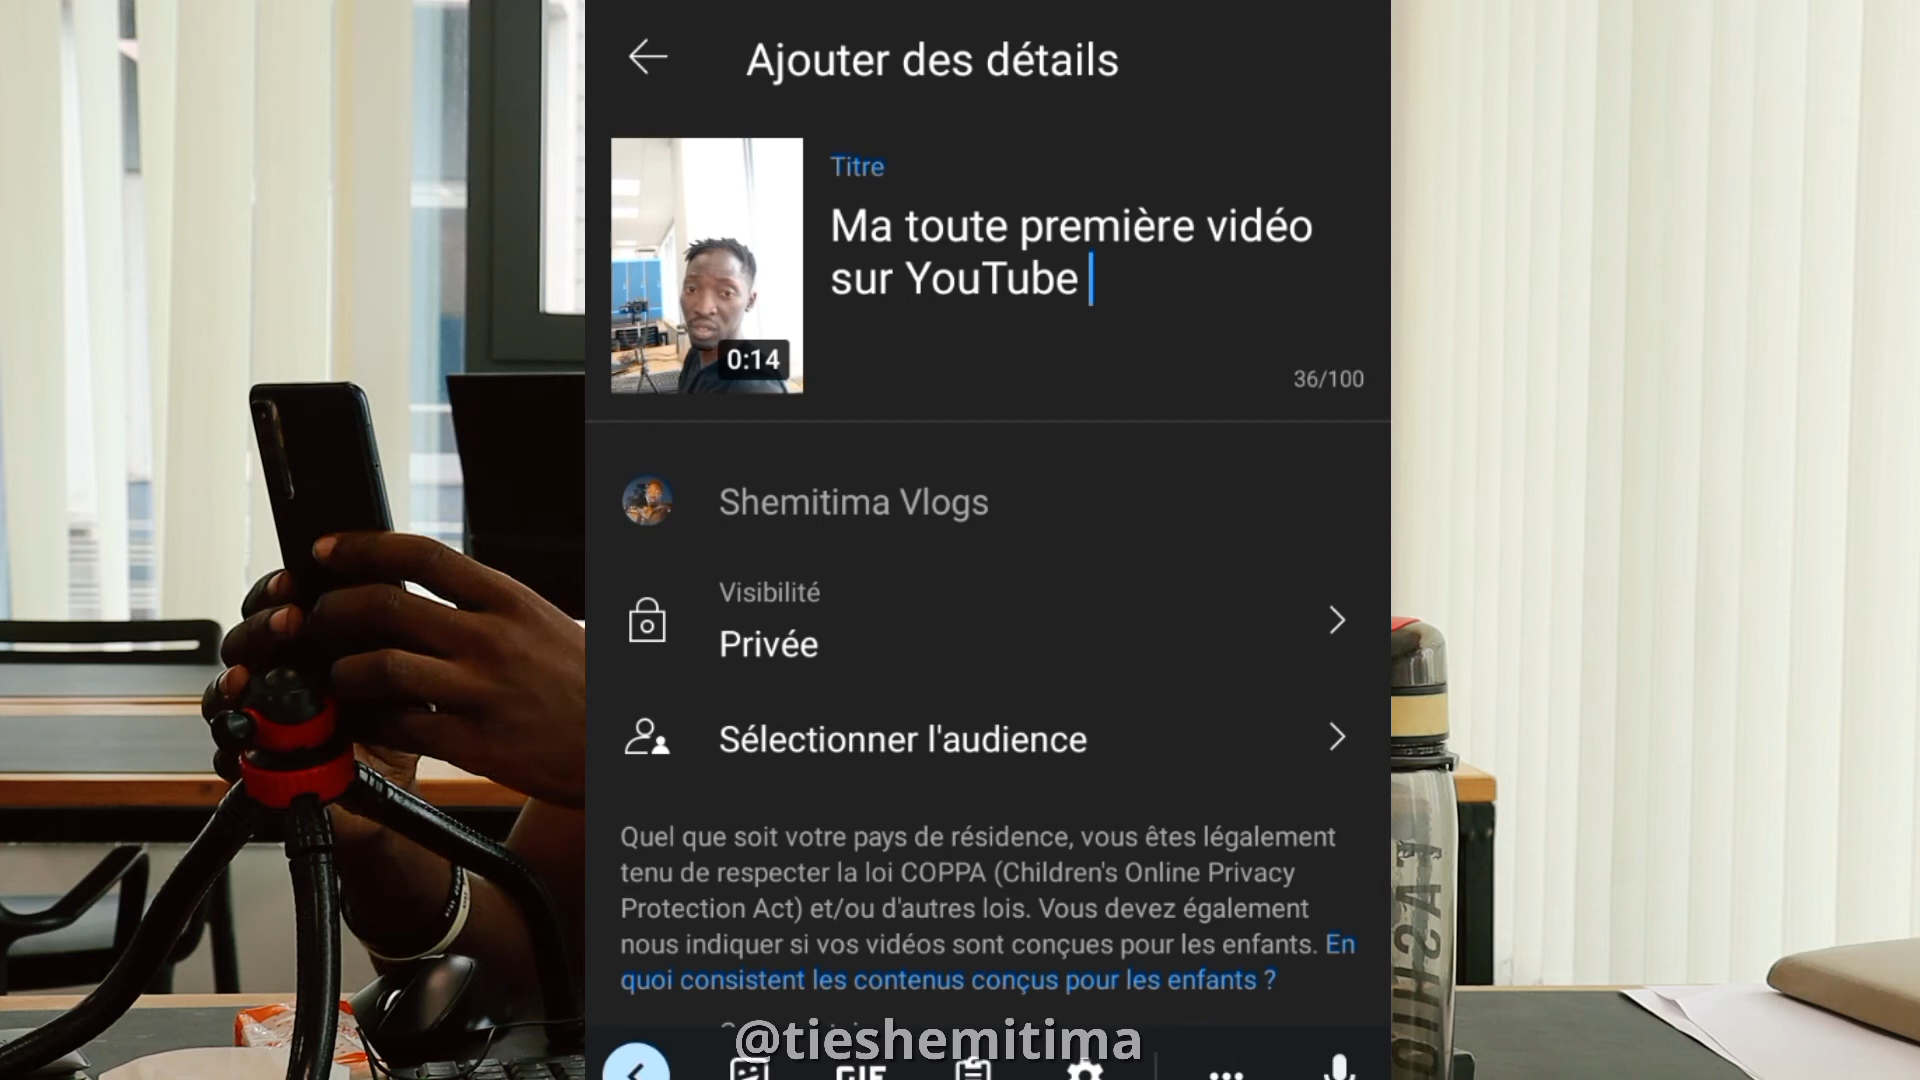 Ajouter des détails
Titre
Ma toute première vidéo
sur YouTube
0:14
36/100
Shemitima Vlogs
Visibilité
Privée
Sélectionner l'audience
Quel que soit votre pays de résidence, vous êtes légalement
tenu de respecter la loi COPPA (Children's Online Privacy
Protection Act) et/ou d'autres lois. Vous devez également
nous indiquer si vos vidéos sont conçues pour les enfants. En
quoi consistent les contenus conçus pour les enfants ?
@tieshemitima
GIF